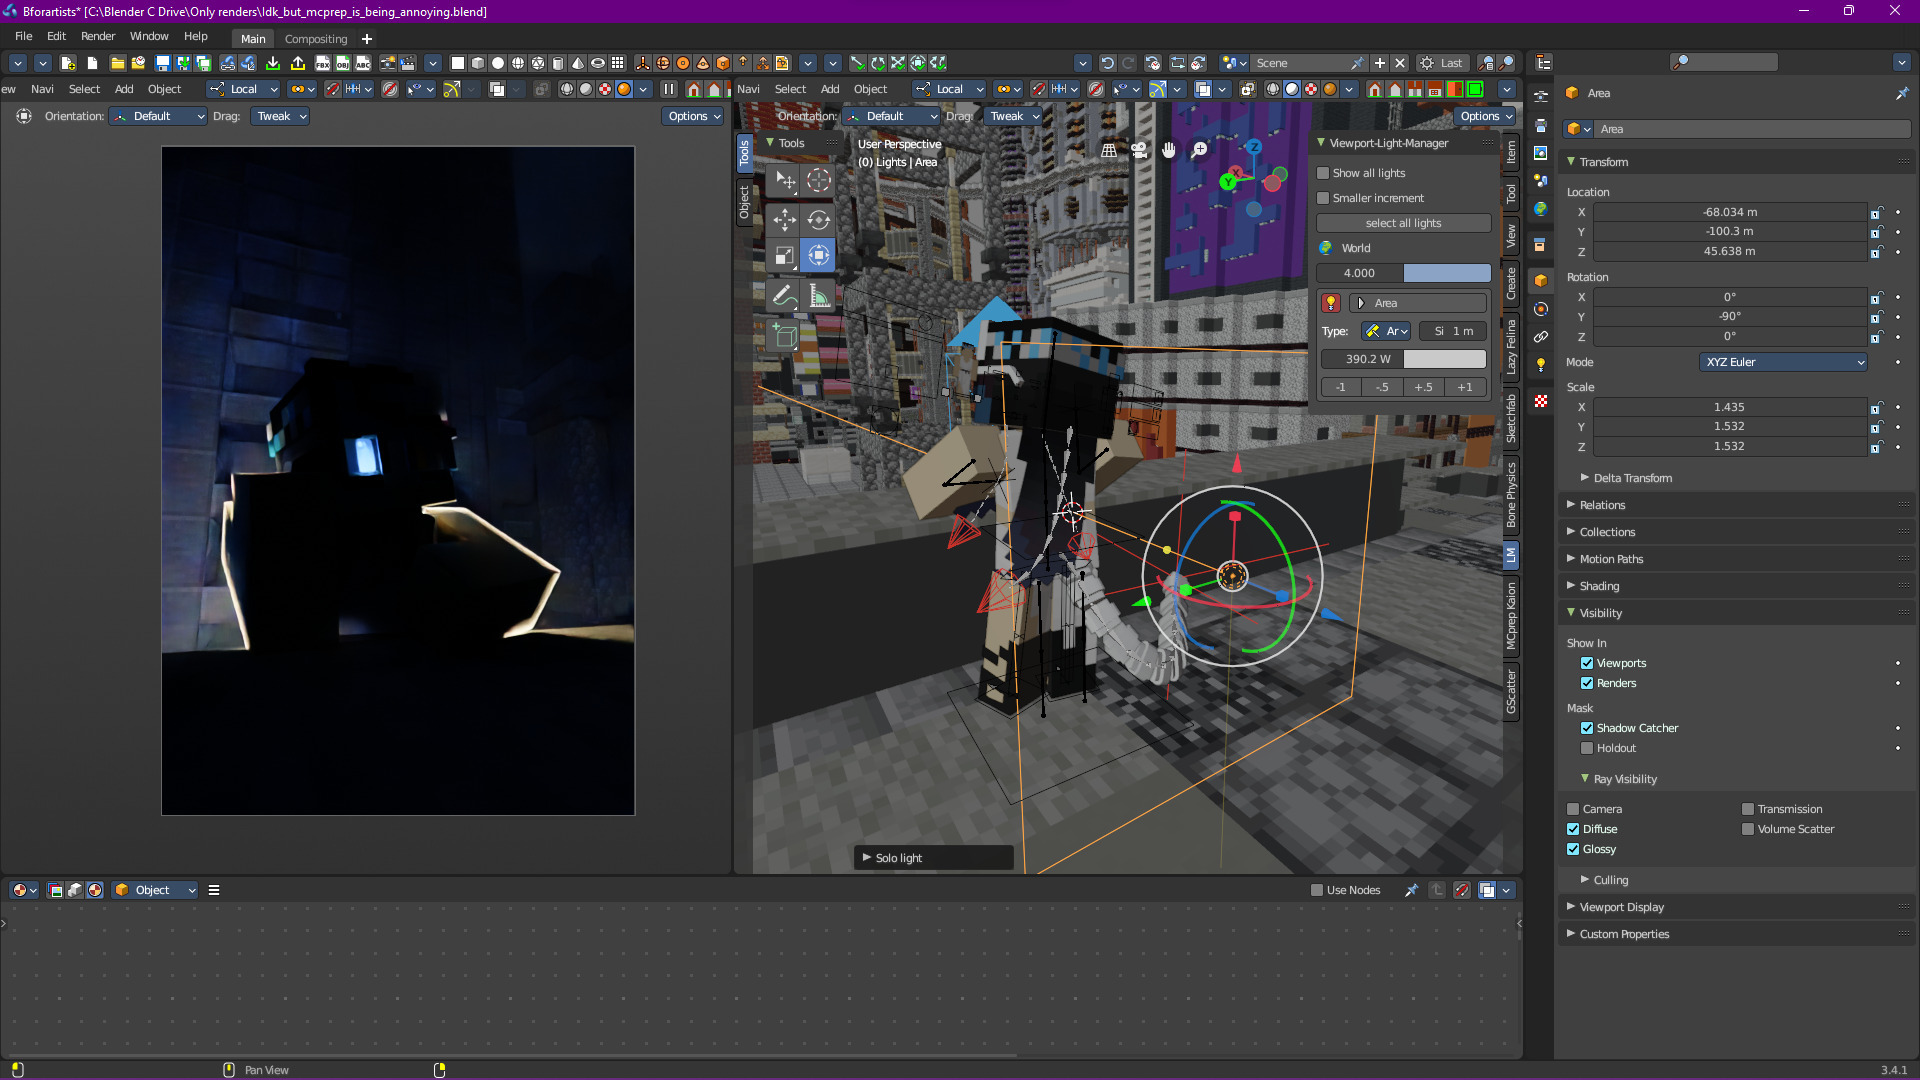 Bforartists* [C:\Blender C Drive\Only renders\Idk_but_mcprep_is_being_annoying.blend]
File Edit Render Window Help Main Compositing
FBX OBJ ABC Scene Last
ew Navi Select Add Object Local
Navi Select Add Object Local
Orientation: Default Drag: Tweak Options
Orientation: Default Drag: Tweak Options
Tools
Object
Tools
User Perspective
(0) Lights | Area
Z
X
Y
Viewport-Light-Manager
Show all lights
Smaller increment
select all lights
World
4.000
Area
Type: Ar Si 1 m
390.2 W
-1 -.5 +.5 +1
Item
Tool
View
Create
Lazy Felina
Sketchfab
Bone Physics
LM
MCprep Kaion
GScatter
Solo light
Object
Use Nodes
Area
Area
Transform
Location
X -68.034 m
Y -100.3 m
Z 45.638 m
Rotation
X 0°
Y -90°
Z 0°
Mode XYZ Euler
Scale
X 1.435
Y 1.532
Z 1.532
Delta Transform
Relations
Collections
Motion Paths
Shading
Visibility
Show In
Viewports
Renders
Mask
Shadow Catcher
Holdout
Ray Visibility
Camera Transmission
Diffuse Volume Scatter
Glossy
Culling
Viewport Display
Custom Properties
Pan View
3.4.1